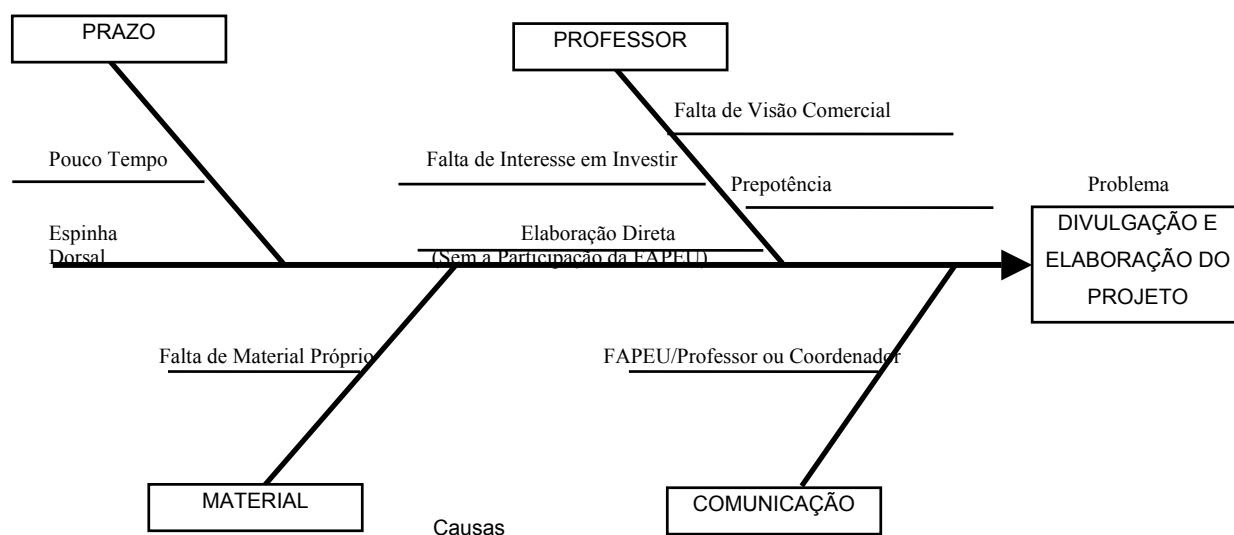 PRAZO
PROFESSOR
Falta de Visão Comercial
Pouco Tempo
Falta de Interesse em Investir
Prepotência
Problema
Espinha
Dorsal
Elaboração Direta
(Sem a Participação da FAPEU)
DIVULGAÇÃO E
ELABORAÇÃO DO
PROJETO
Falta de Material Próprio
FAPEU/Professor ou Coordenador
MATERIAL
COMUNICAÇÃO
Causas